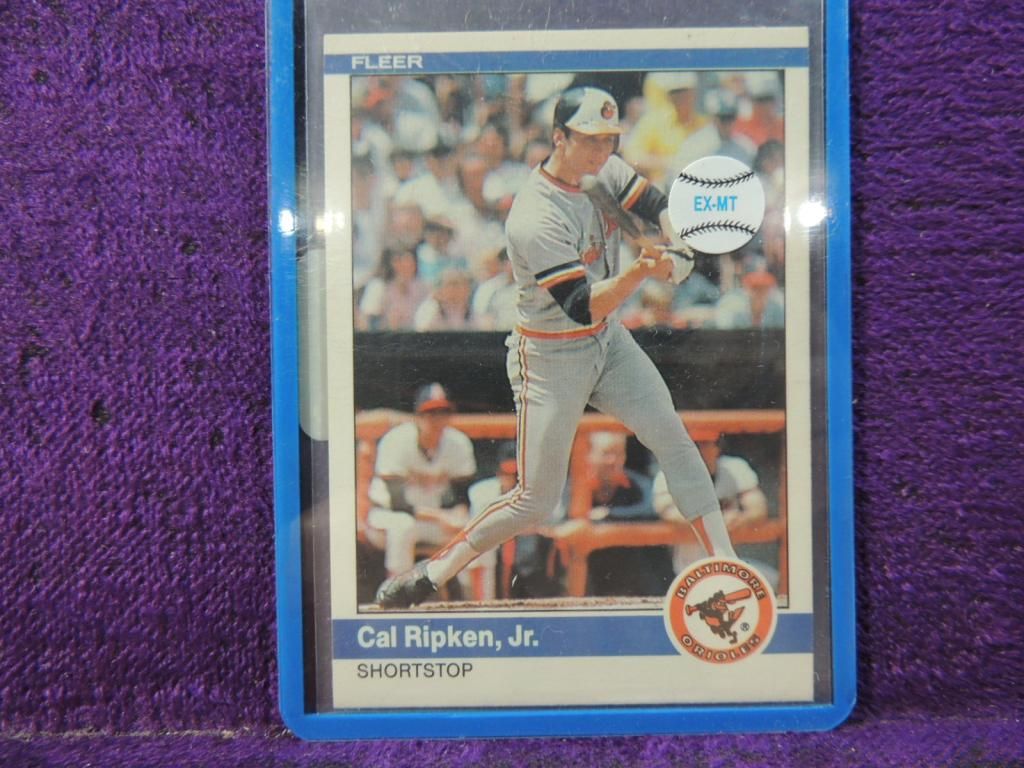 FLEER
EX-MT
BALTIMORE
ORIOLES
®
Cal Ripken, Jr.
SHORTSTOP